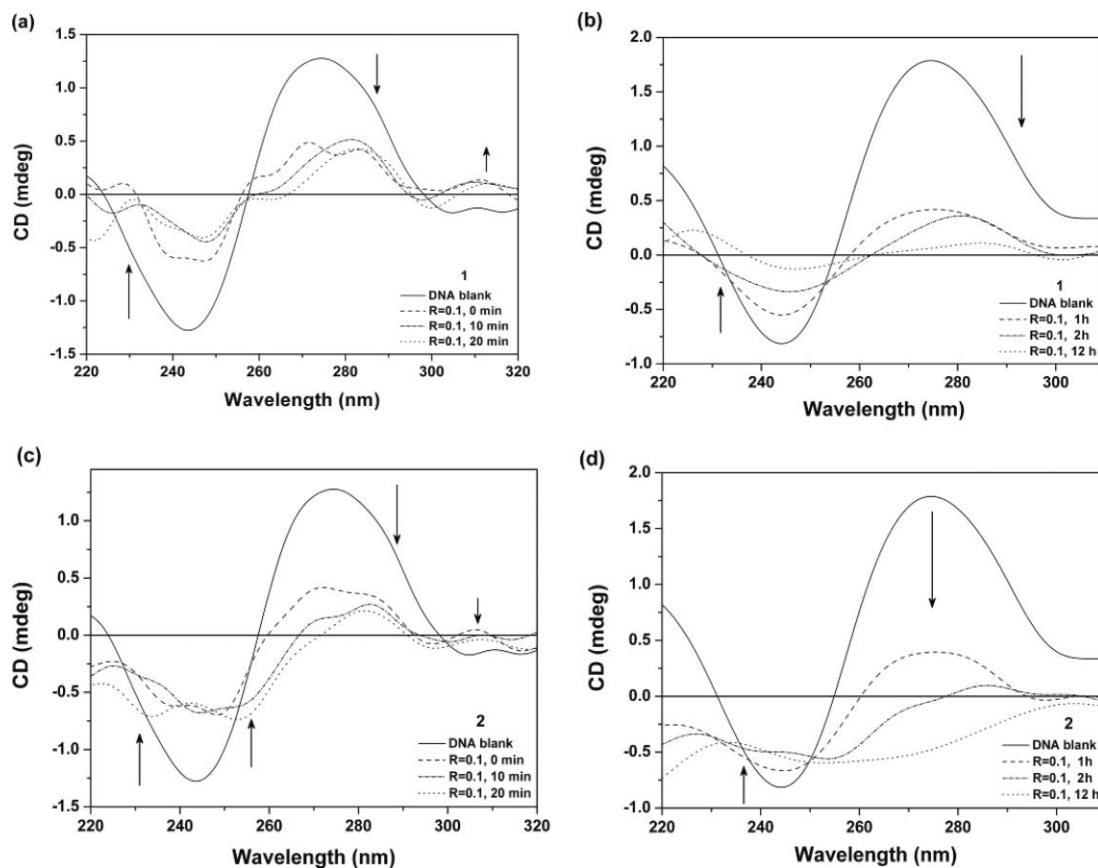 (a)
1.5
1.0
0.5
0.0
-0.5
-1.0
-1.5
CD (mdeg)
220 240 260 280 300 320
Wavelength (nm)
1
DNA blank
R=0.1, 0 min
R=0.1, 10 min
R=0.1, 20 min
(b)
2.0
1.5
1.0
0.5
0.0
-0.5
-1.0
CD (mdeg)
220 240 260 280 300
Wavelength (nm)
1
DNA blank
R=0.1, 1h
R=0.1, 2h
R=0.1, 12 h
(c)
1.0
0.5
0.0
-0.5
-1.0
-1.5
CD (mdeg)
220 240 260 280 300 320
Wavelength (nm)
2
DNA blank
R=0.1, 0 min
R=0.1, 10 min
R=0.1, 20 min
(d)
2.0
1.5
1.0
0.5
0.0
-0.5
-1.0
CD (mdeg)
220 240 260 280 300
Wavelength (nm)
2
DNA blank
R=0.1, 1h
R=0.1, 2h
R=0.1, 12 h